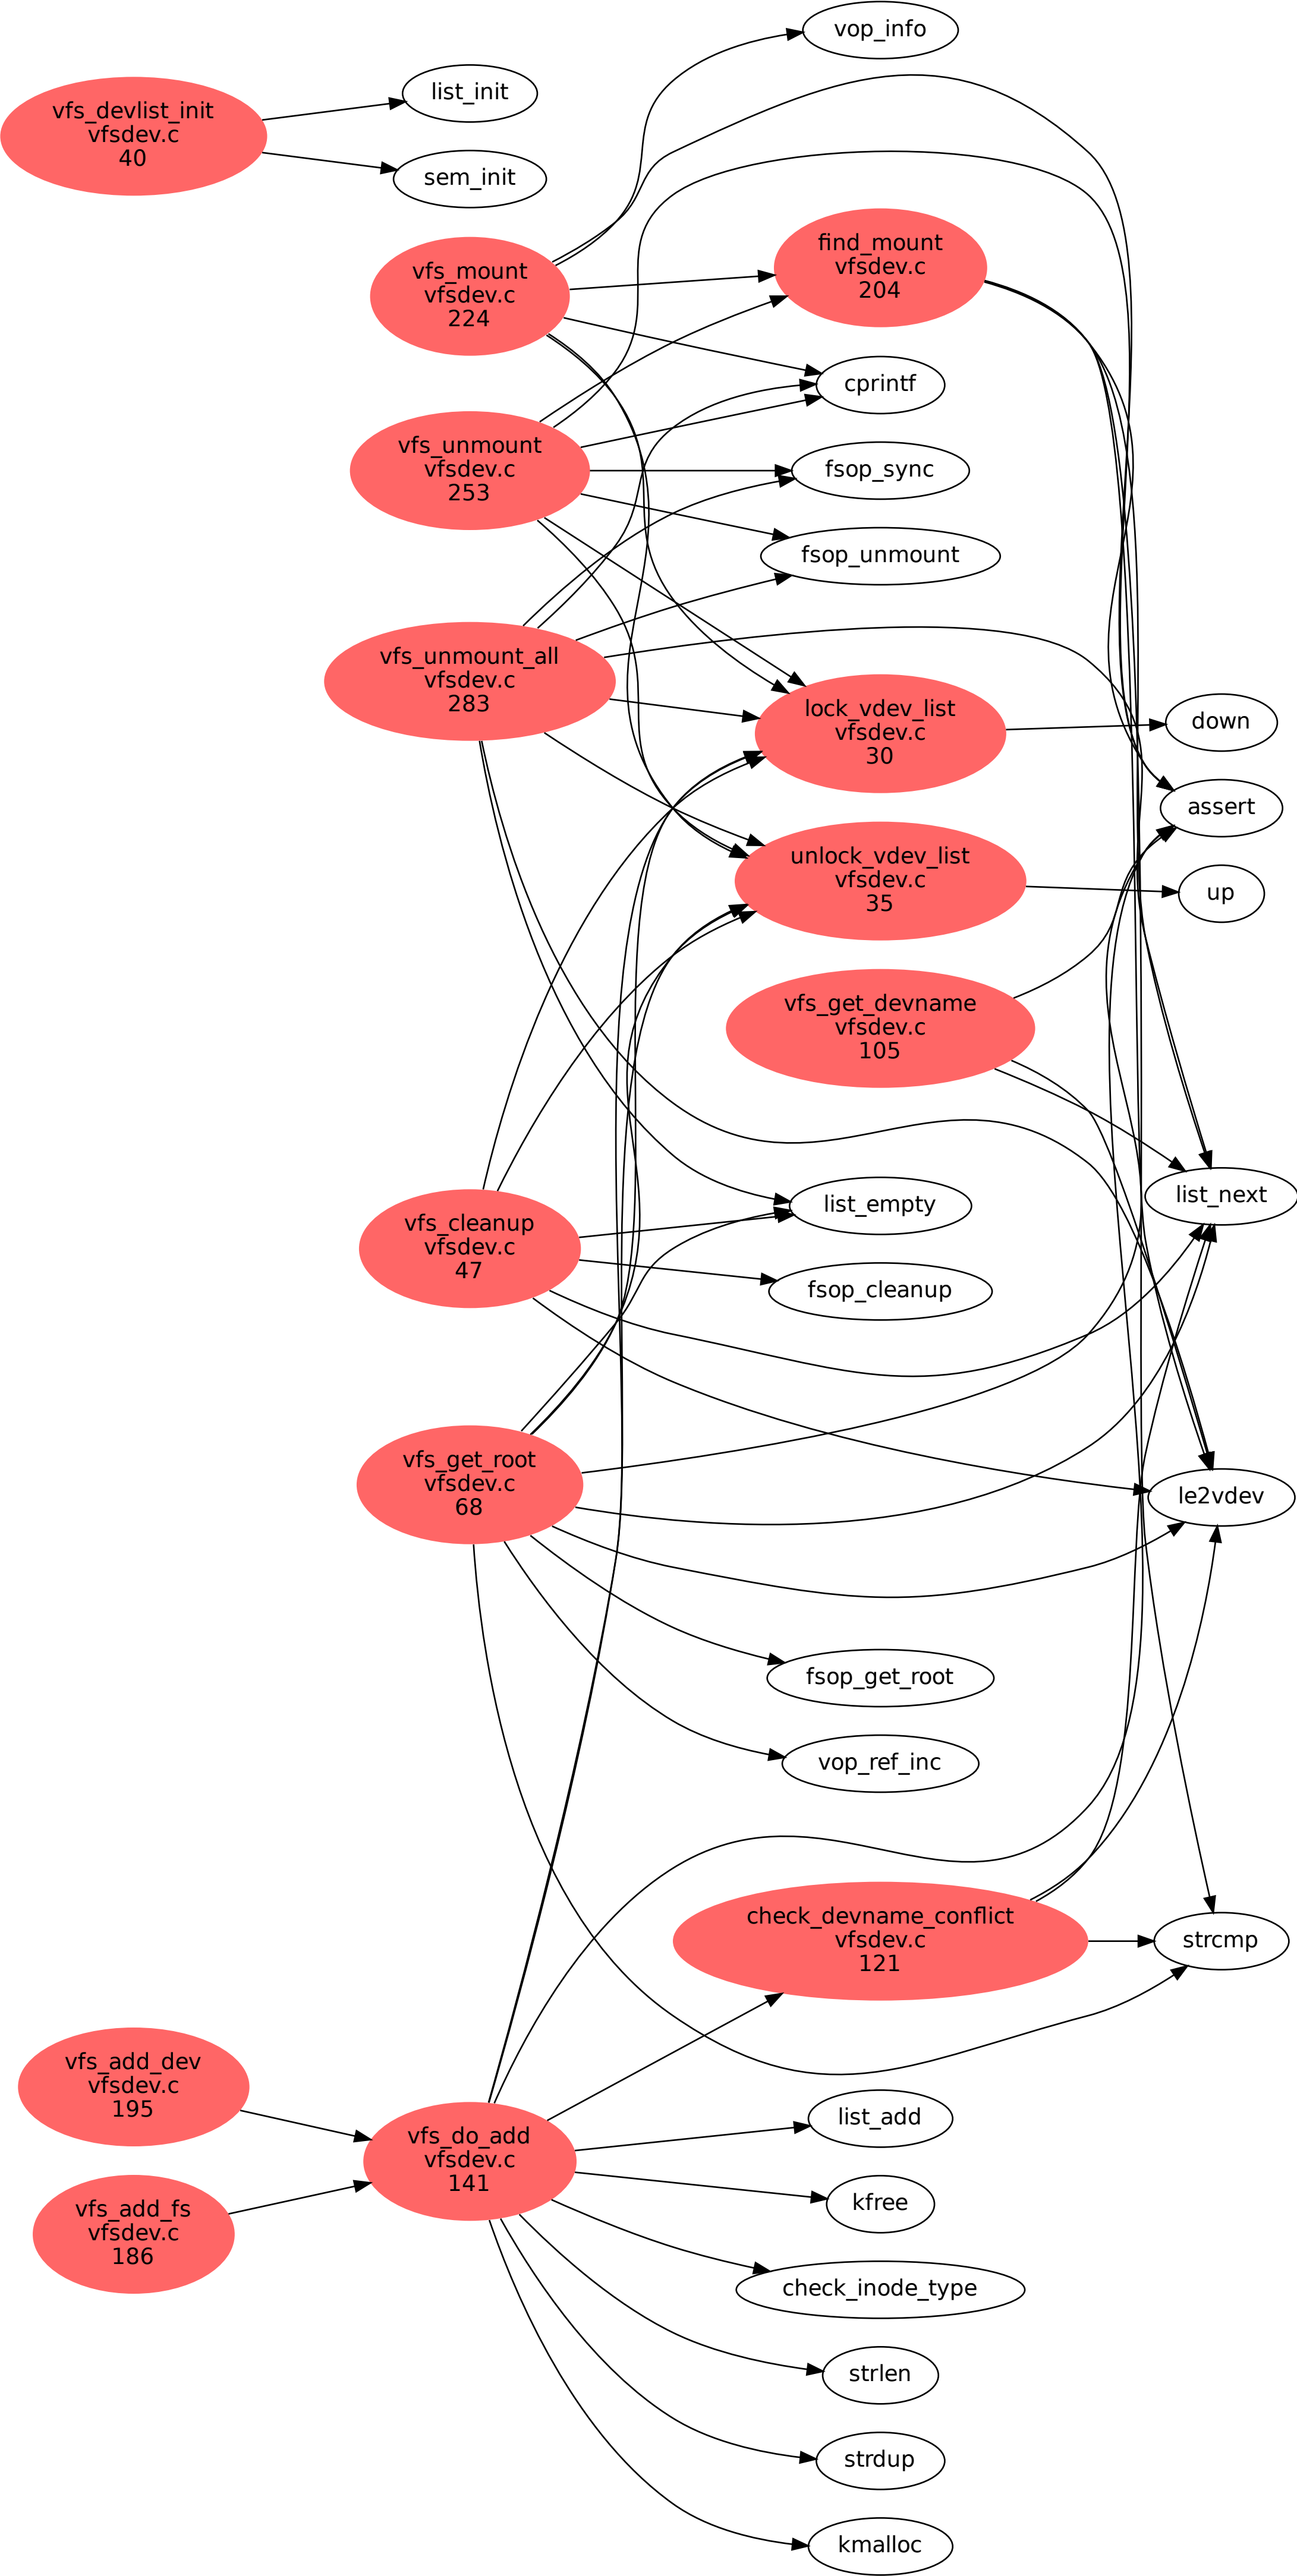 vop_info
list_init
vfs_devlist_init
vfsdev.c
40
sem_init
find_mount
vfsdev.c
204
vfs_mount
vfsdev.c
224
cprintf
vfs_unmount
vfsdev.c
253
fsop_sync
fsop_unmount
vfs_unmount_all
vfsdev.c
283
lock_vdev_list
vfsdev.c
30
down
assert
unlock_vdev_list
vfsdev.c
35
up
vfs_get_devname
vfsdev.c
105
list_next
list_empty
vfs_cleanup
vfsdev.c
47
fsop_cleanup
vfs_get_root
vfsdev.c
68
le2vdev
fsop_get_root
vop_ref_inc
check_devname_conflict
vfsdev.c
121
strcmp
vfs_add_dev
vfsdev.c
195
list_add
vfs_do_add
vfsdev.c
141
kfree
vfs_add_fs
vfsdev.c
186
check_inode_type
strlen
strdup
kmalloc